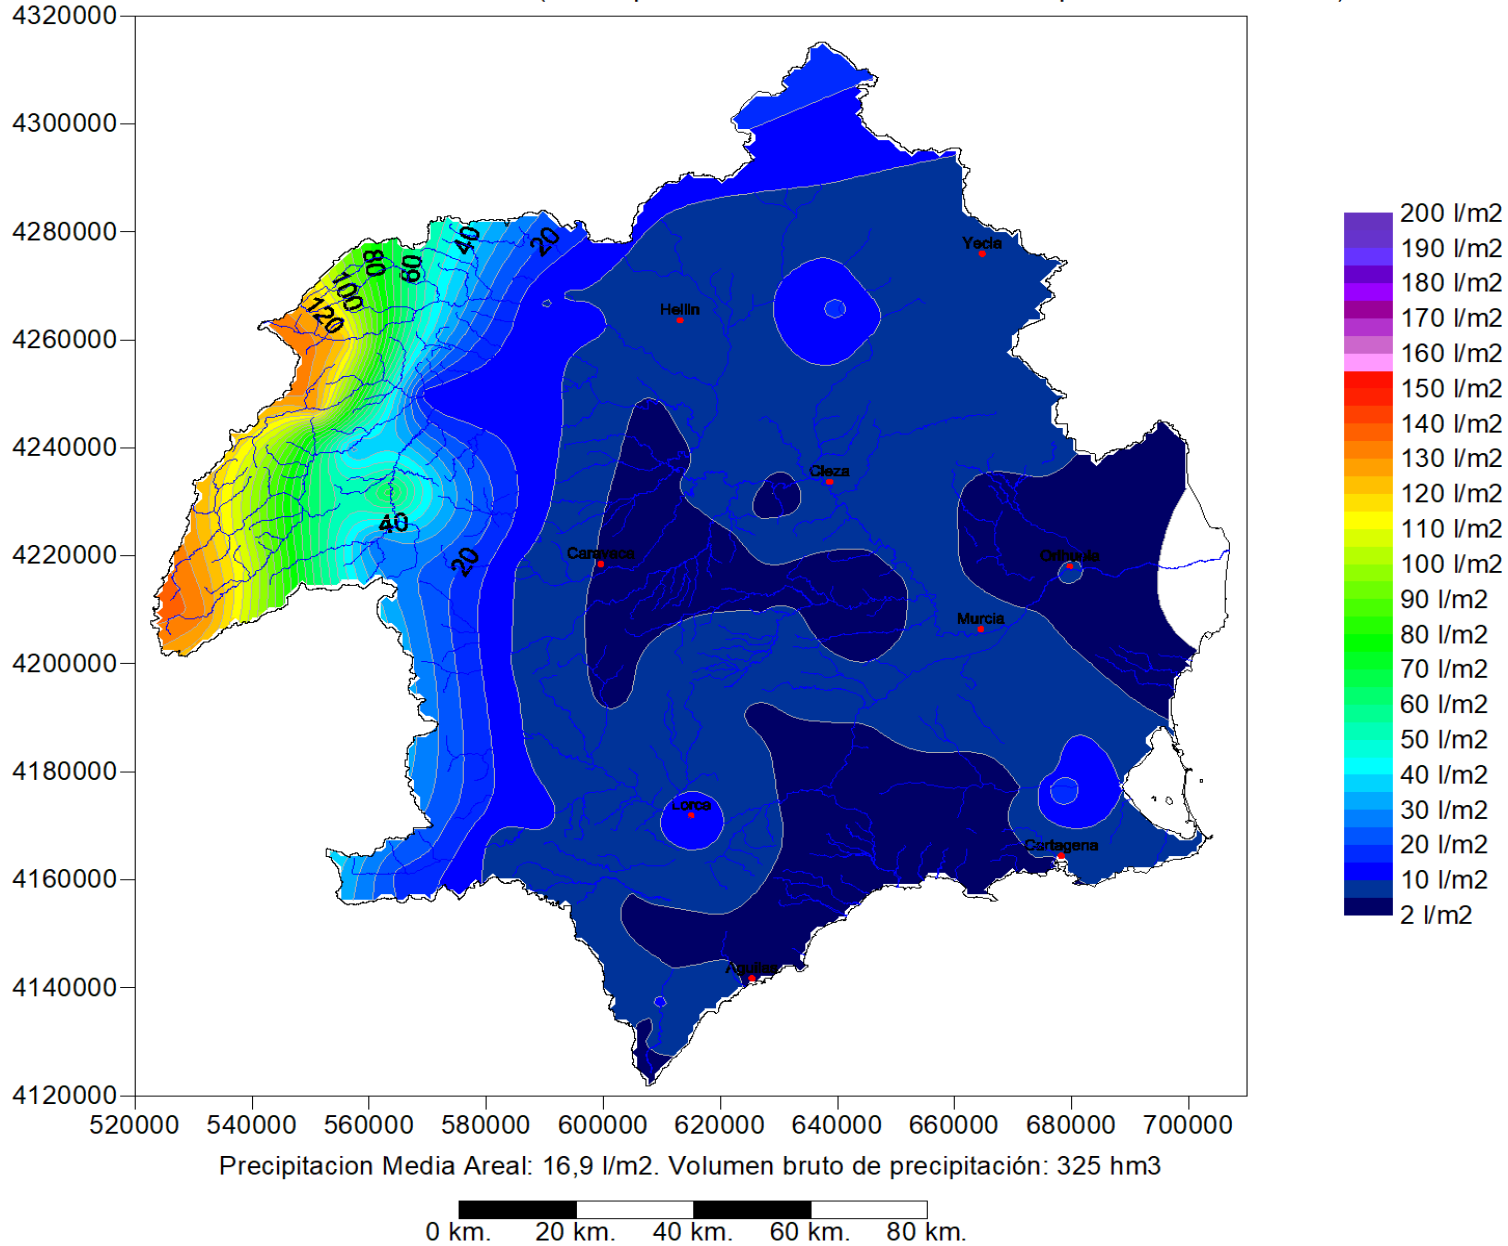 4320000
4300000
4280000
4260000
4240000
4220000
4200000
4180000
4160000
4140000
4120000
520000 540000 560000 580000 600000 620000 640000 660000 680000 700000
40
20
80
60
100
120
40
20
Yecla
Hellin
Cieza
Caravaca
Orihuela
Murcia
Lorca
Cartagena
Aguilas
200 l/m2
190 l/m2
180 l/m2
170 l/m2
160 l/m2
150 l/m2
140 l/m2
130 l/m2
120 l/m2
110 l/m2
100 l/m2
90 l/m2
80 l/m2
70 l/m2
60 l/m2
50 l/m2
40 l/m2
30 l/m2
20 l/m2
10 l/m2
2 l/m2
Precipitacion Media Areal: 16,9 l/m2. Volumen bruto de precipitación: 325 hm3
0 km. 20 km. 40 km. 60 km. 80 km.